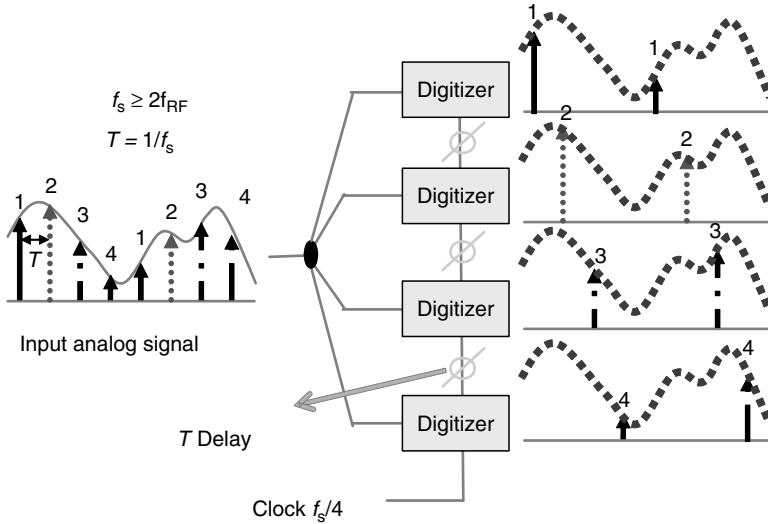 f_s ≥ 2f_RF
T = 1/f_s
1 2 3 4 1 2 3 4
T
Input analog signal
Digitizer
Digitizer
Digitizer
Digitizer
T Delay
Clock f_s/4
1 1
2 2
3 3
4 4